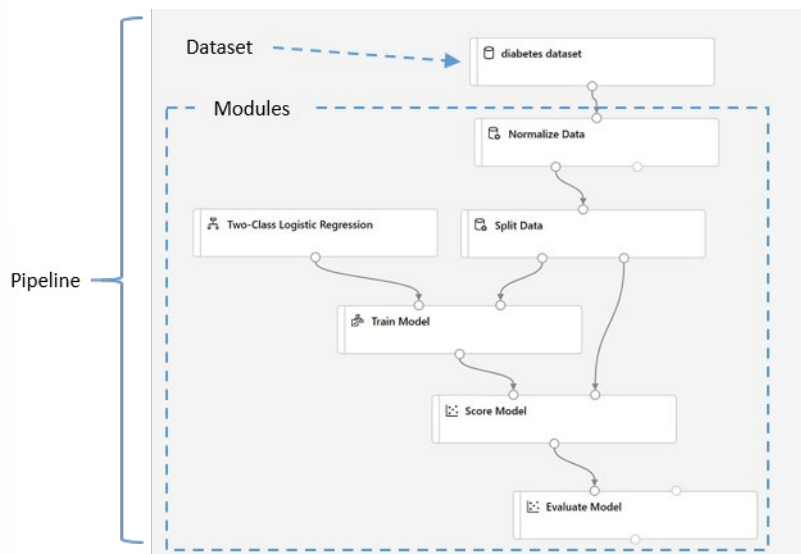 Dataset
diabetes dataset
Modules
Normalize Data
Two-Class Logistic Regression
Split Data
Pipeline
Train Model
Score Model
Evaluate Model